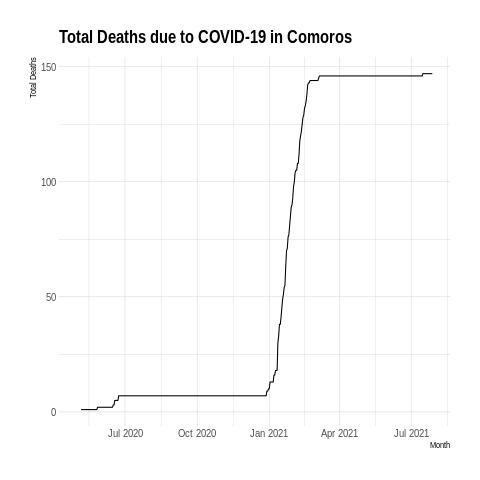 Total Deaths due to COVID-19 in Comoros
Total Deaths
150
100
50
0
Jul 2020 Oct 2020 Jan 2021 Apr 2021 Jul 2021
Month